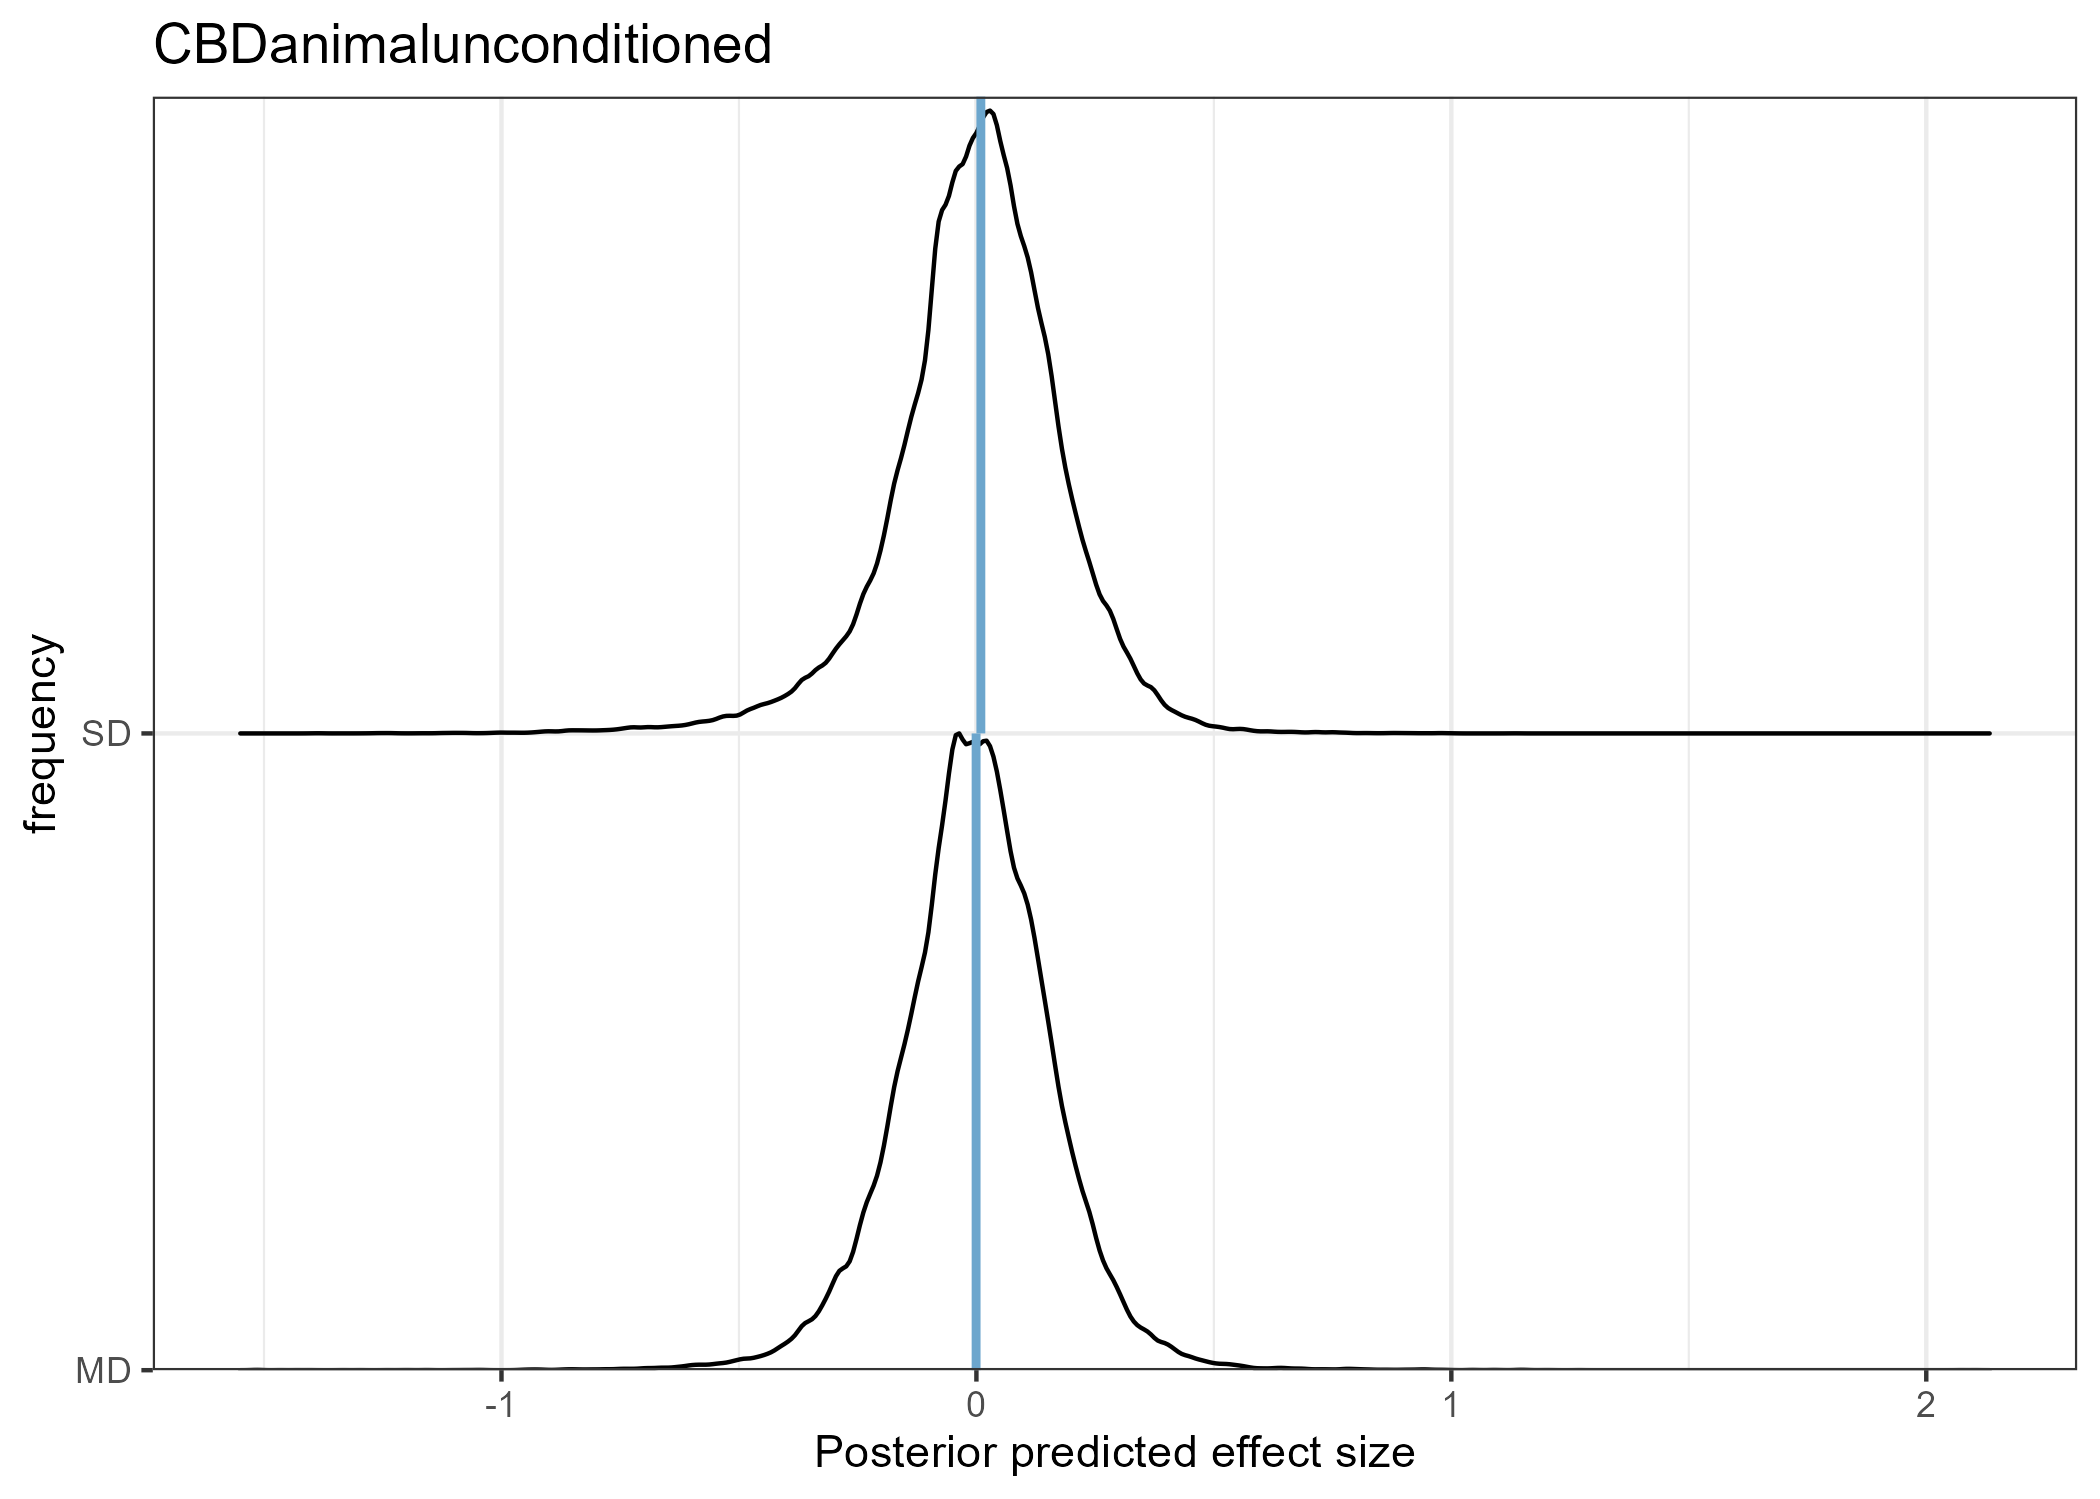 CBDanimalunconditioned
frequency
SD
MD
-1 0 1 2
Posterior predicted effect size